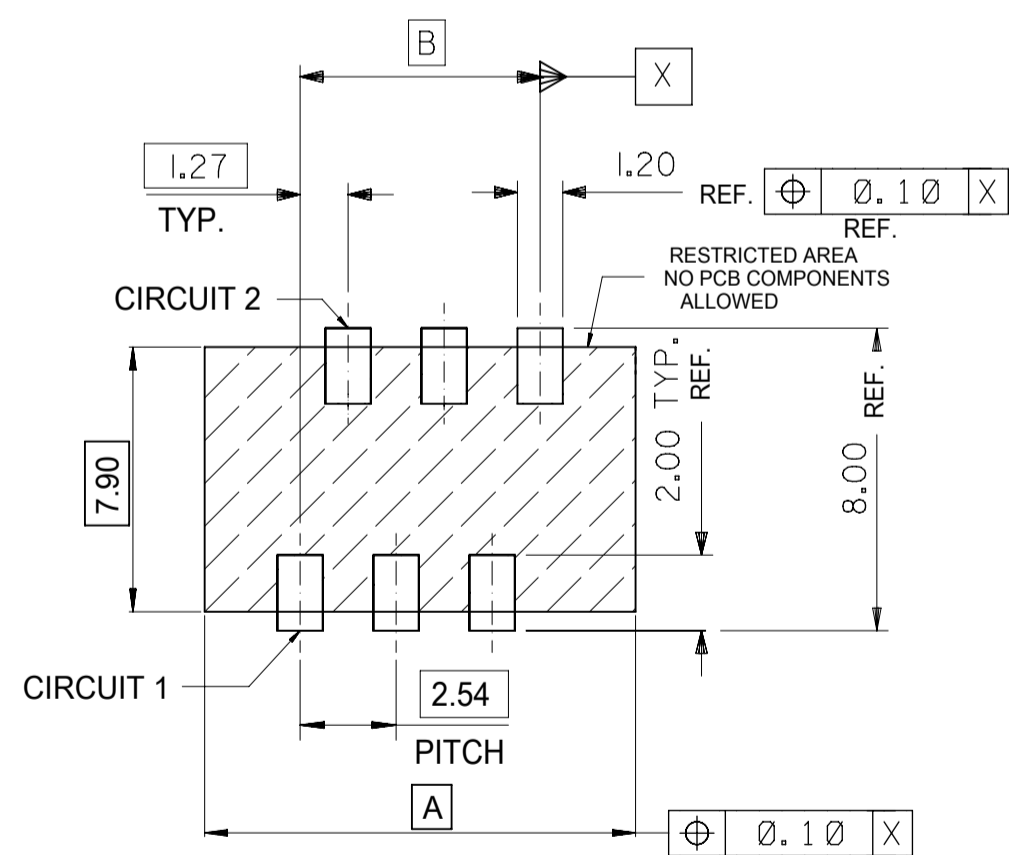 B
X
1.27
TYP.
1.20
REF.
⌖ Ø.10 X
REF.
RESTRICTED AREA
NO PCB COMPONENTS
ALLOWED
CIRCUIT 2
2.00 TYP.
REF.
8.00
REF.
7.90
CIRCUIT 1
2.54
PITCH
A
⌖ Ø.10 X